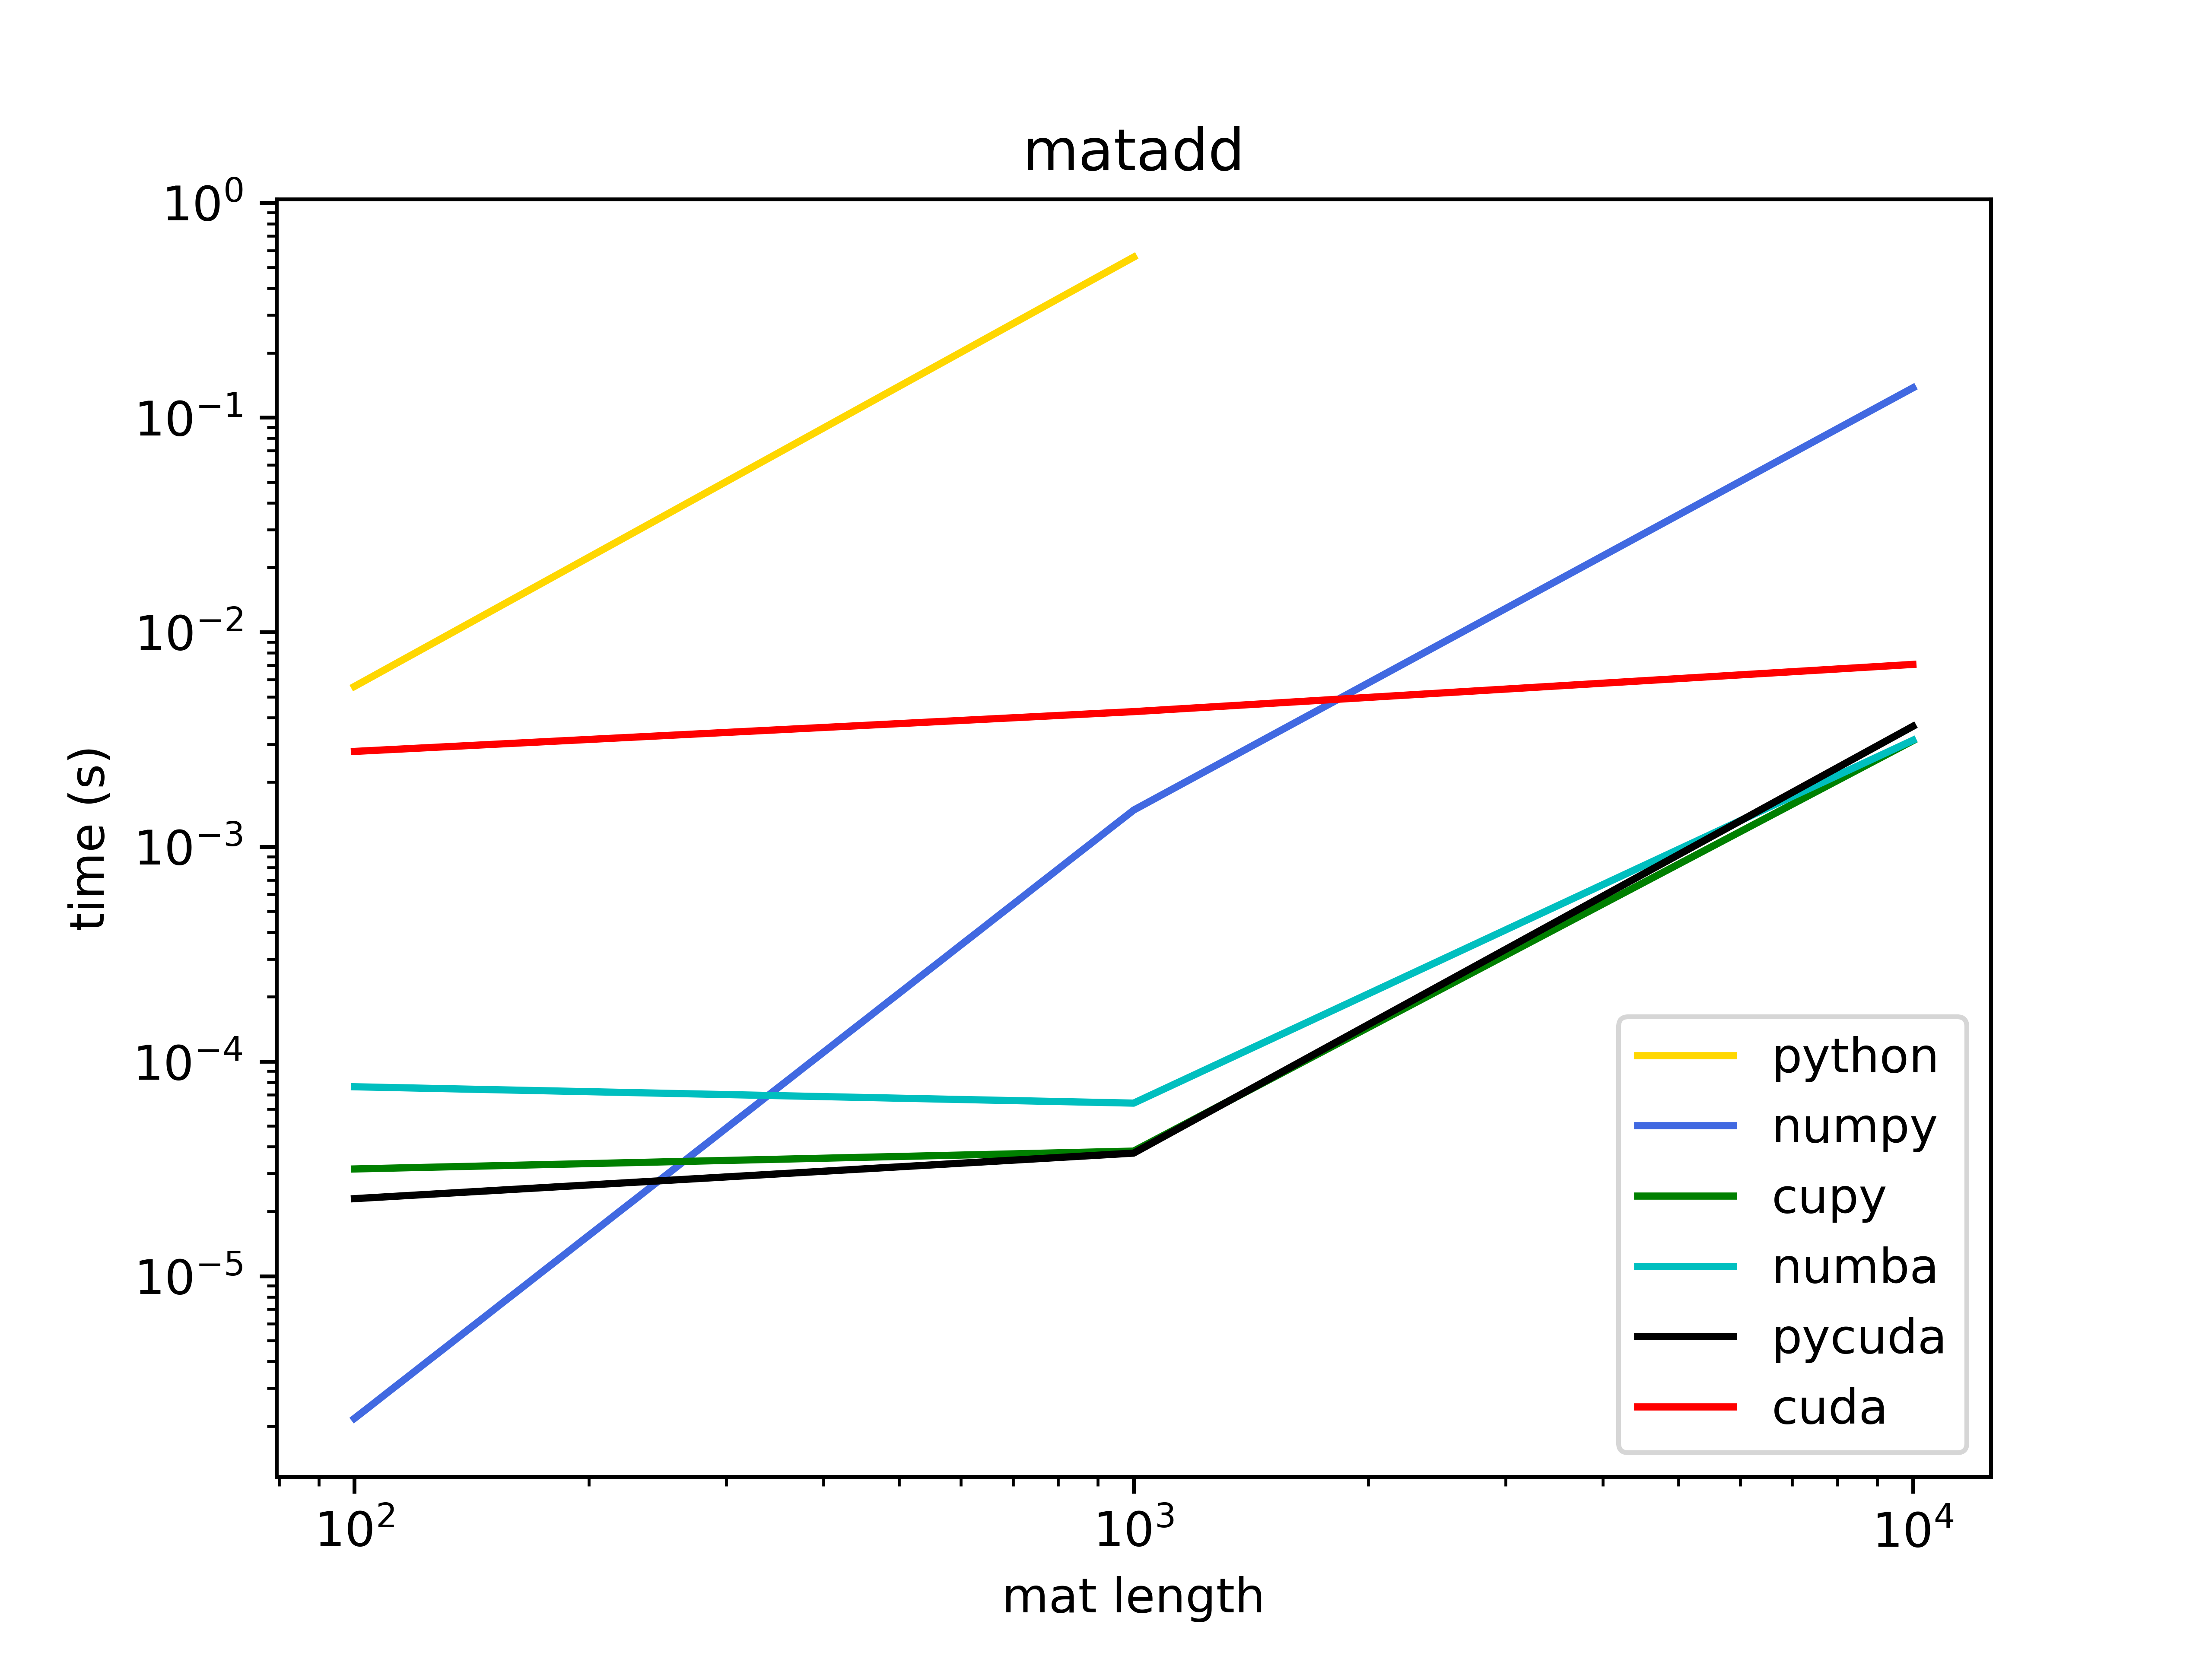 matadd
10⁰
10⁻¹
10⁻²
10⁻³
10⁻⁴
10⁻⁵
time (s)
python
numpy
cupy
numba
pycuda
cuda
10² 10³ 10⁴
mat length